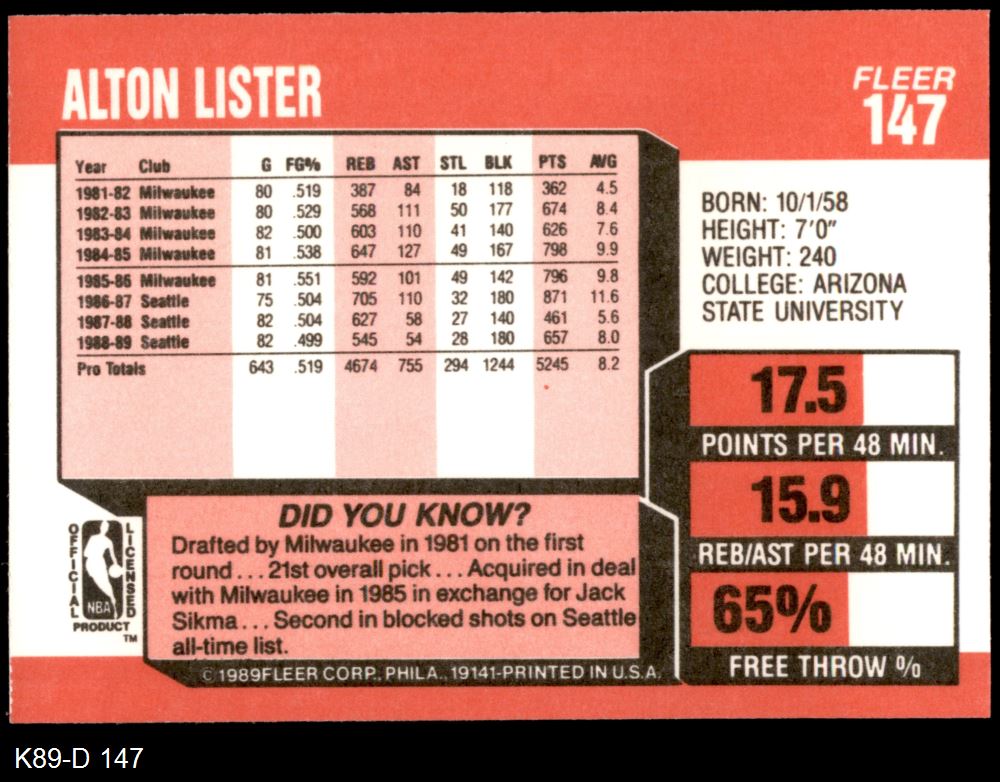 ALTON LISTER
FLEER
147
Year Club G FG% REB AST STL BLK PTS AVG
1981-82 Milwaukee 80 .519 387 84 18 118 362 4.5
1982-83 Milwaukee 80 .529 568 111 50 177 674 8.4
1983-84 Milwaukee 82 .500 603 110 41 140 626 7.6
1984-85 Milwaukee 81 .538 647 127 49 167 798 9.9
1985-86 Milwaukee 81 .551 592 101 49 142 796 9.8
1986-87 Seattle 75 .504 705 110 32 180 871 11.6
1987-88 Seattle 82 .504 627 58 27 140 461 5.6
1988-89 Seattle 82 .499 545 54 28 180 657 8.0
Pro Totals 643 .519 4674 755 294 1244 5245 8.2
BORN: 10/1/58
HEIGHT: 7'0"
WEIGHT: 240
COLLEGE: ARIZONA
STATE UNIVERSITY
17.5
POINTS PER 48 MIN.
15.9
REB/AST PER 48 MIN.
65%
FREE THROW %
DID YOU KNOW?
Drafted by Milwaukee in 1981 on the first
round... 21st overall pick... Acquired in deal
with Milwaukee in 1985 in exchange for Jack
Sikma... Second in blocked shots on Seattle
all-time list.
OFFICIAL
LICENSED
NBA
PRODUCT
TM
© 1989 FLEER CORP., PHILA., 19141-PRINTED IN U.S.A.
K89-D 147